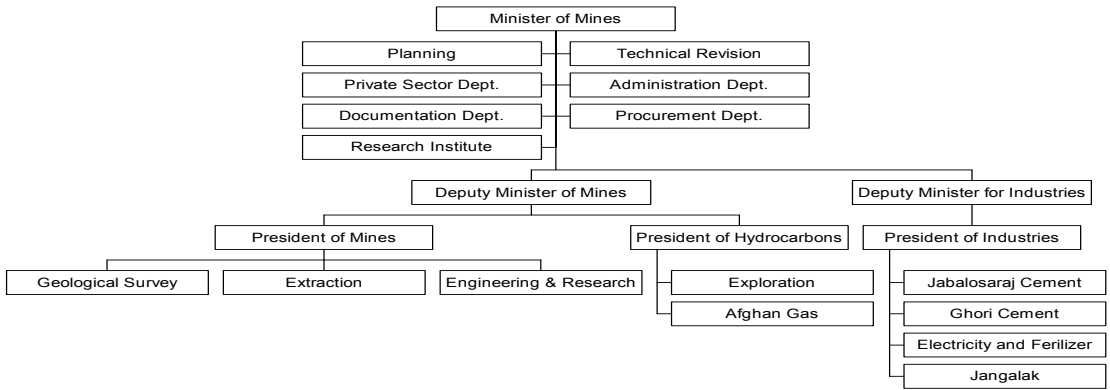 Minister of Mines
Planning
Technical Revision
Private Sector Dept.
Administration Dept.
Documentation Dept.
Procurement Dept.
Research Institute
Deputy Minister of Mines
Deputy Minister for Industries
President of Mines
President of Hydrocarbons
President of Industries
Geological Survey
Extraction
Engineering & Research
Exploration
Jabalosaraj Cement
Afghan Gas
Ghori Cement
Electricity and Ferilizer
Jangalak